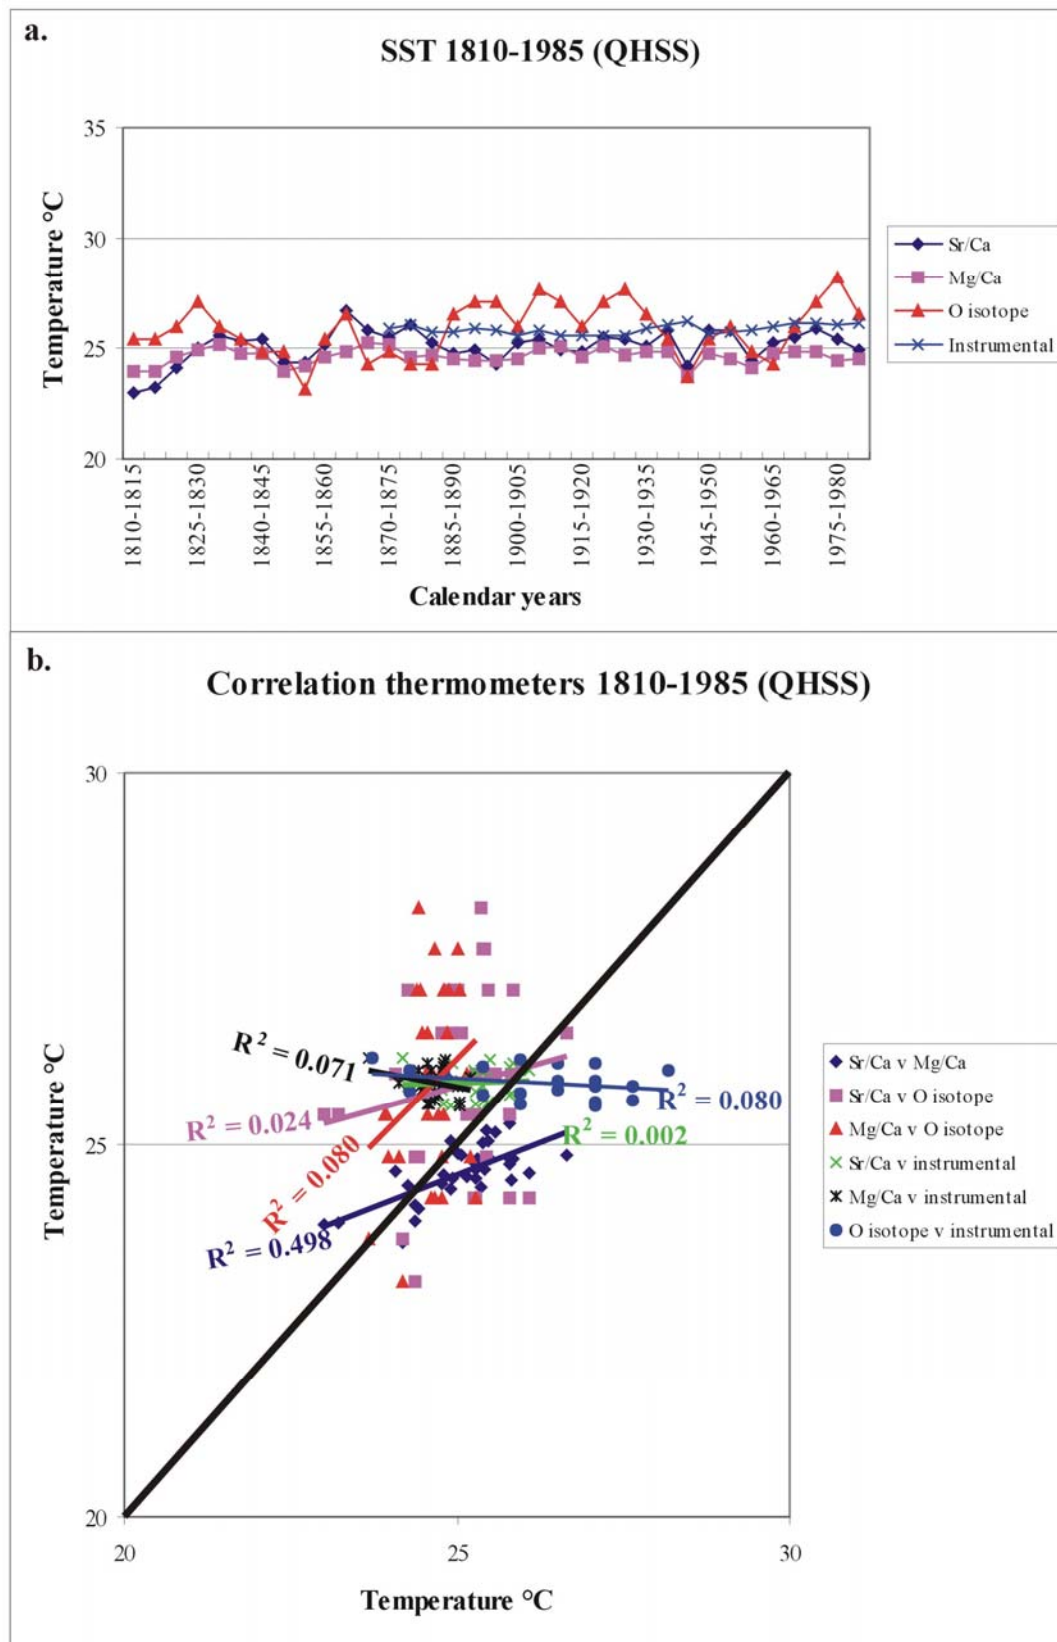 a.
SST 1810-1985 (QHSS)
Temperature °C
35
30
25
20
1810-1815
1825-1830
1840-1845
1855-1860
1870-1875
1885-1890
1900-1905
1915-1920
1930-1935
1945-1950
1960-1965
1975-1980
Calendar years
Sr/Ca
Mg/Ca
O isotope
Instrumental
b.
Correlation thermometers 1810-1985 (QHSS)
Temperature °C
30
25
20
R² = 0.071
R² = 0.024
R² = 0.080
R² = 0.498
R² = 0.080
R² = 0.002
20
25
30
Temperature °C
Sr/Ca v Mg/Ca
Sr/Ca v O isotope
Mg/Ca v O isotope
Sr/Ca v instrumental
Mg/Ca v instrumental
O isotope v instrumental